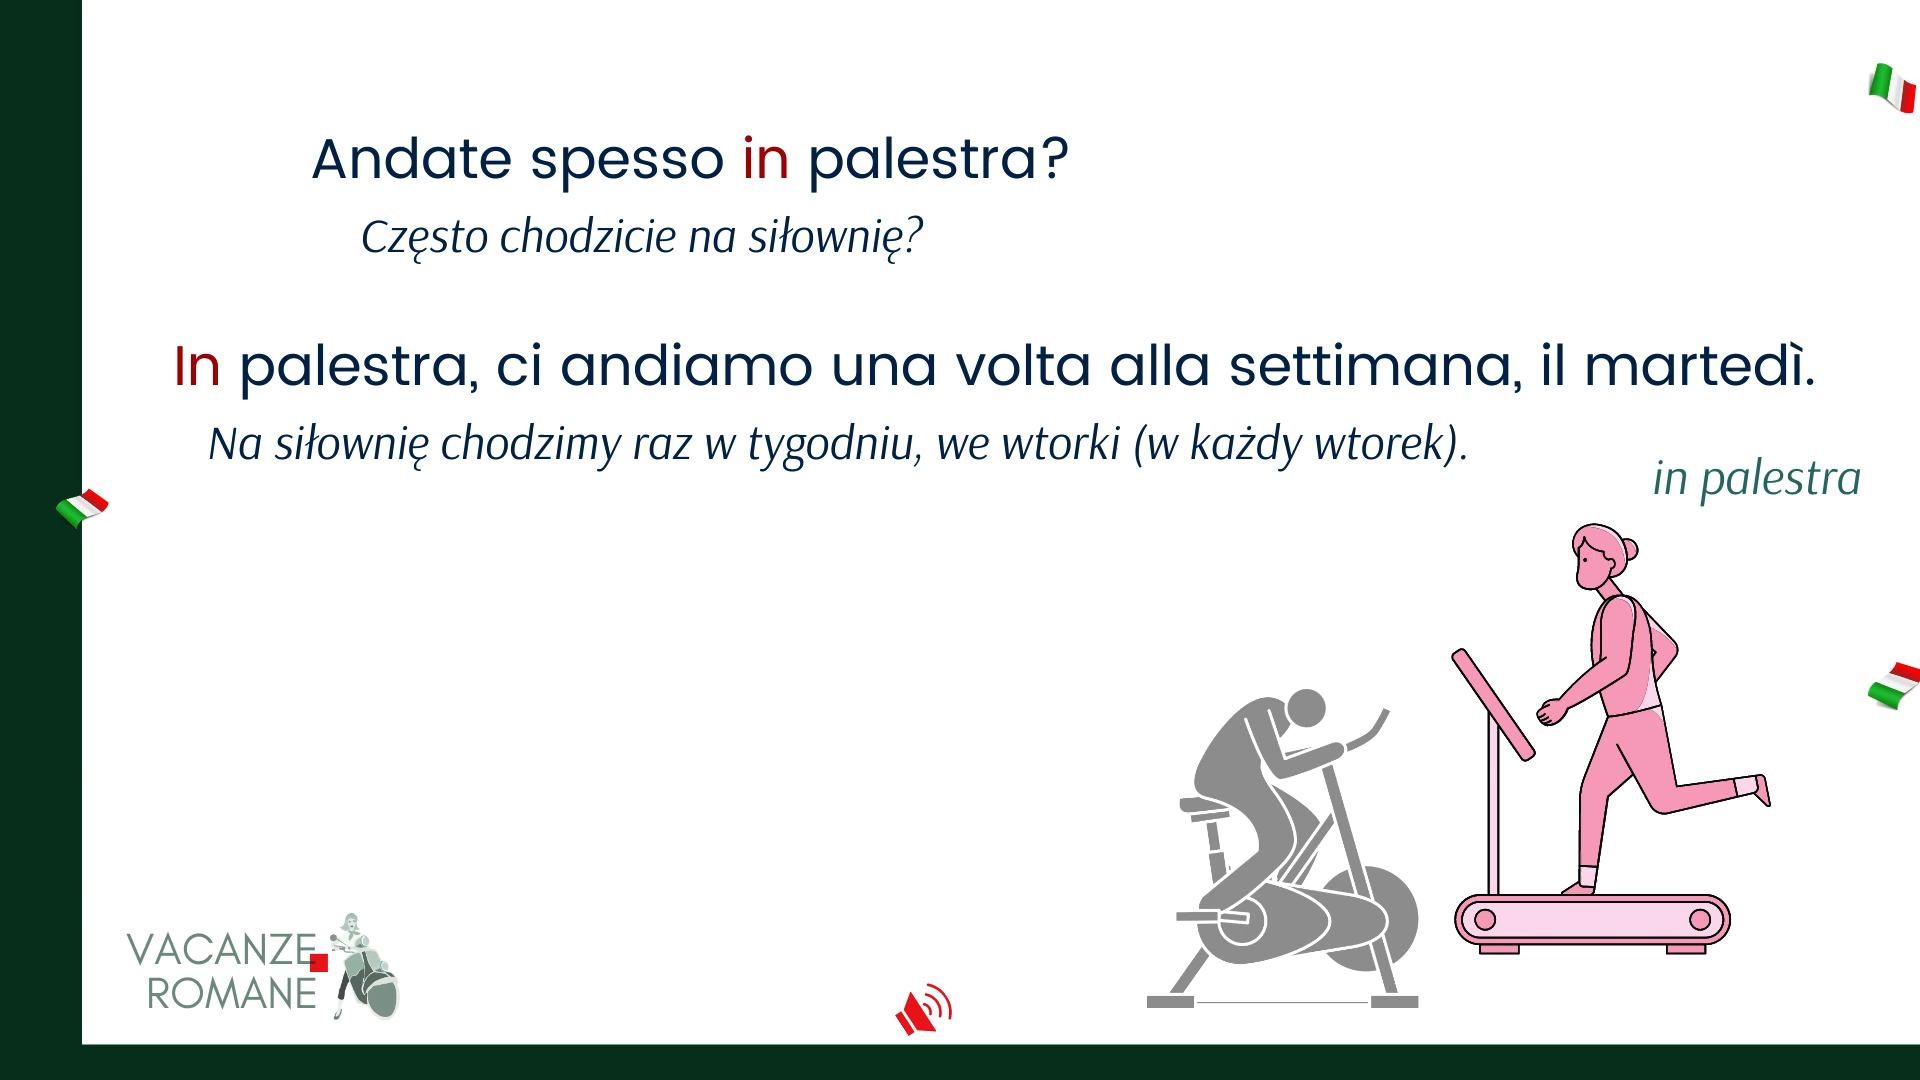 Andate spesso in palestra?
Często chodzicie na siłownię?
In palestra, ci andiamo una volta alla settimana, il martedì.
Na siłownię chodzimy raz w tygodniu, we wtorki (w każdy wtorek).
in palestra
VACANZE
ROMANE